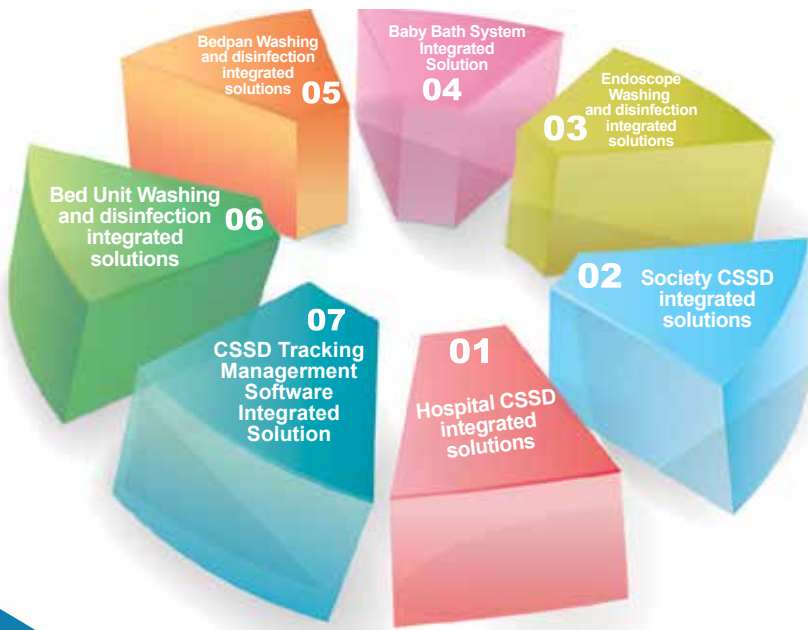 01
Hospital CSSD
integrated
solutions
02
Society CSSD
integrated
solutions
03
Endoscope
Washing
and disinfection
integrated
solutions
04
Baby Bath System
Integrated
Solution
05
Bedpan Washing
and disinfection
integrated
solutions
06
Bed Unit Washing
and disinfection
integrated
solutions
07
CSSD Tracking
Managerment
Software
Integrated
Solution